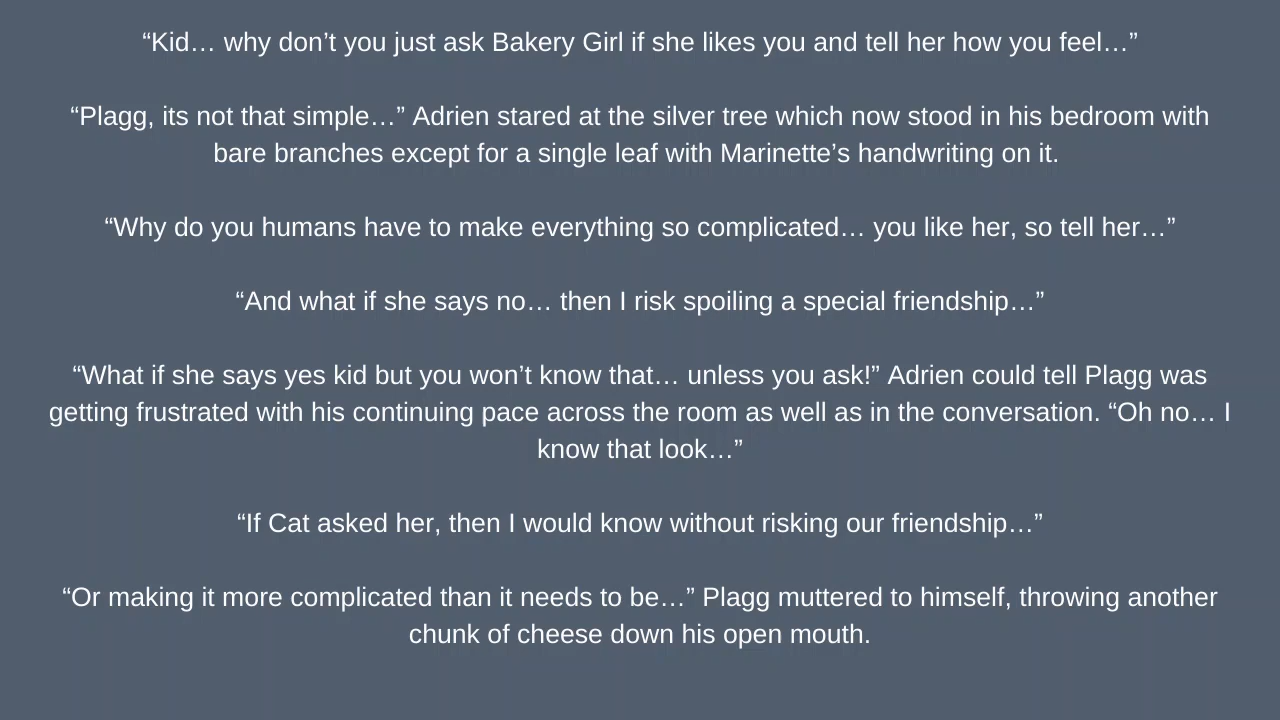 “Kid… why don’t you just ask Bakery Girl if she likes you and tell her how you feel…”
“Plagg, its not that simple…” Adrien stared at the silver tree which now stood in his bedroom with
bare branches except for a single leaf with Marinette’s handwriting on it.
“Why do you humans have to make everything so complicated… you like her, so tell her…”
“And what if she says no… then I risk spoiling a special friendship…”
“What if she says yes kid but you won’t know that… unless you ask!” Adrien could tell Plagg was
getting frustrated with his continuing pace across the room as well as in the conversation. “Oh no… I
know that look…”
“If Cat asked her, then I would know without risking our friendship…”
“Or making it more complicated than it needs to be…” Plagg muttered to himself, throwing another
chunk of cheese down his open mouth.